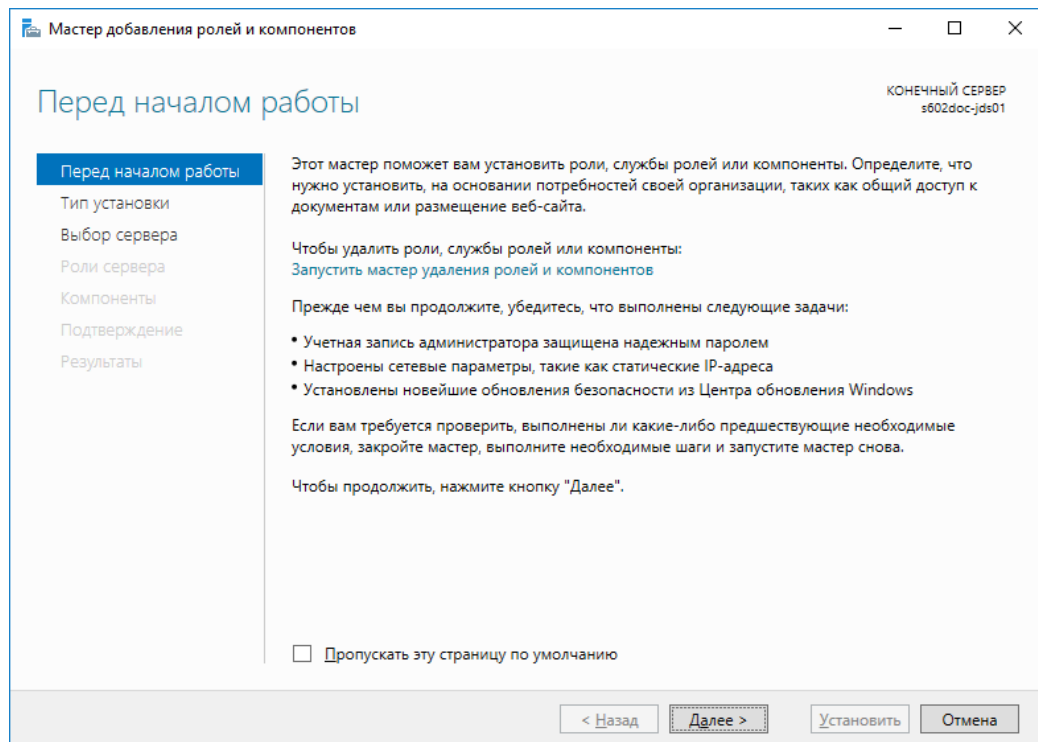 Мастер добавления ролей и компонентов
Перед началом работы
КОНЕЧНЫЙ СЕРВЕР
s602doc-jds01
Перед началом работы
Тип установки
Выбор сервера
Роли сервера
Компоненты
Подтверждение
Результаты
Этот мастер поможет вам установить роли, службы ролей или компоненты. Определите, что
нужно установить, на основании потребностей своей организации, таких как общий доступ к
документам или размещение веб-сайта.
Чтобы удалить роли, службы ролей или компоненты:
Запустить мастер удаления ролей и компонентов
Прежде чем вы продолжите, убедитесь, что выполнены следующие задачи:
• Учетная запись администратора защищена надежным паролем
• Настроены сетевые параметры, такие как статические IP-адреса
• Установлены новейшие обновления безопасности из Центра обновления Windows
Если вам требуется проверить, выполнены ли какие-либо предшествующие необходимые
условия, закройте мастер, выполните необходимые шаги и запустите мастер снова.
Чтобы продолжить, нажмите кнопку "Далее".
Пропускать эту страницу по умолчанию
< Назад
Далее >
Установить
Отмена